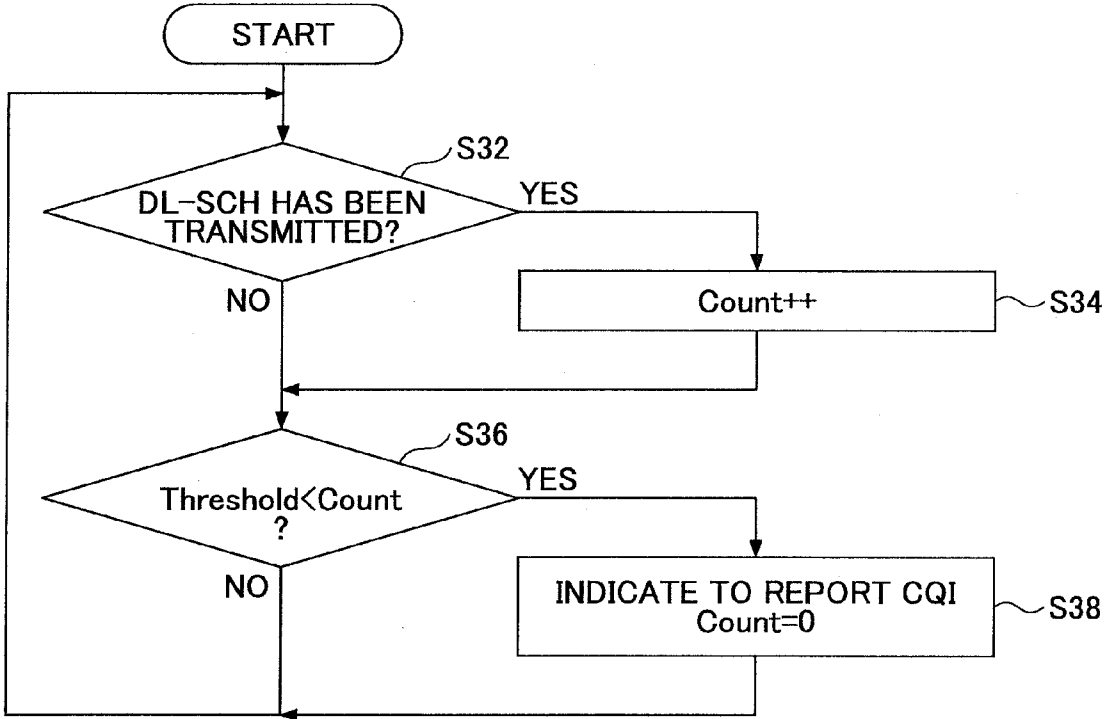 START
S32
DL-SCH HAS BEEN
TRANSMITTED?
YES
NO
Count++
S34
S36
Threshold<Count
?
YES
NO
INDICATE TO REPORT CQI
Count=0
S38